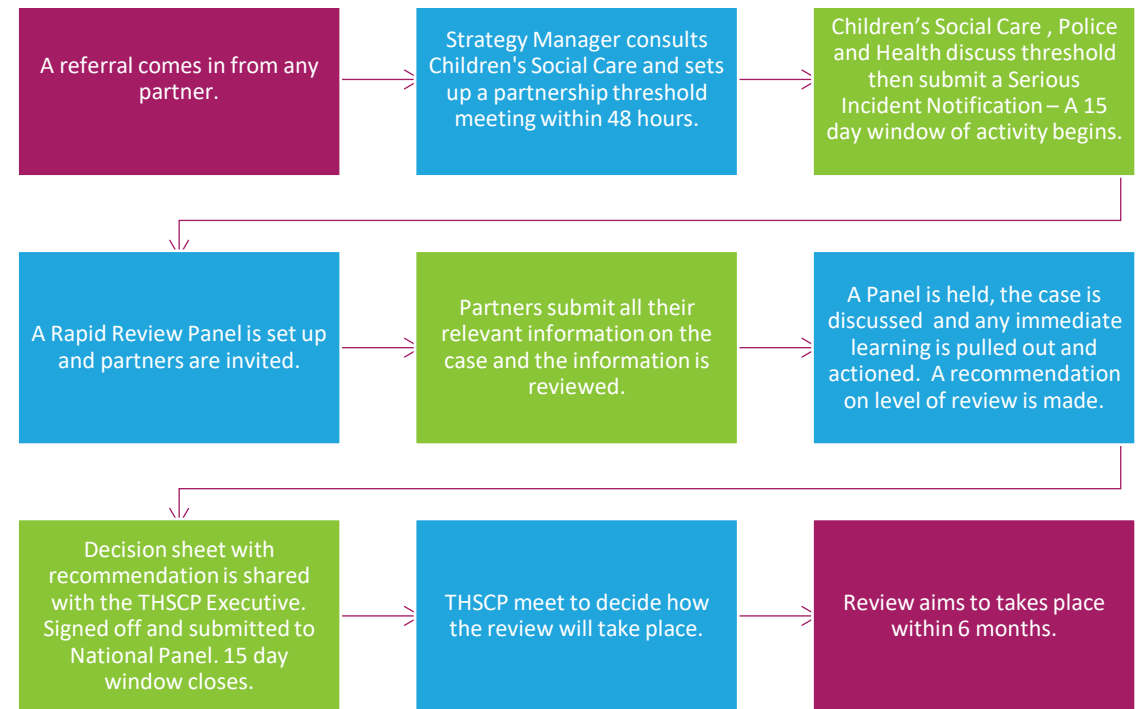 A referral comes in from any
partner.
Strategy Manager consults
Children's Social Care and sets
up a partnership threshold
meeting within 48 hours.
Children’s Social Care , Police
and Health discuss threshold
then submit a Serious
Incident Notification – A 15
day window of activity begins.
A Rapid Review Panel is set up
and partners are invited.
Partners submit all their
relevant information on the
case and the information is
reviewed.
A Panel is held, the case is
discussed and any immediate
learning is pulled out and
actioned. A recommendation
on level of review is made.
Decision sheet with
recommendation is shared
with the THSCP Executive.
Signed off and submitted to
National Panel. 15 day
window closes.
THSCP meet to decide how
the review will take place.
Review aims to takes place
within 6 months.